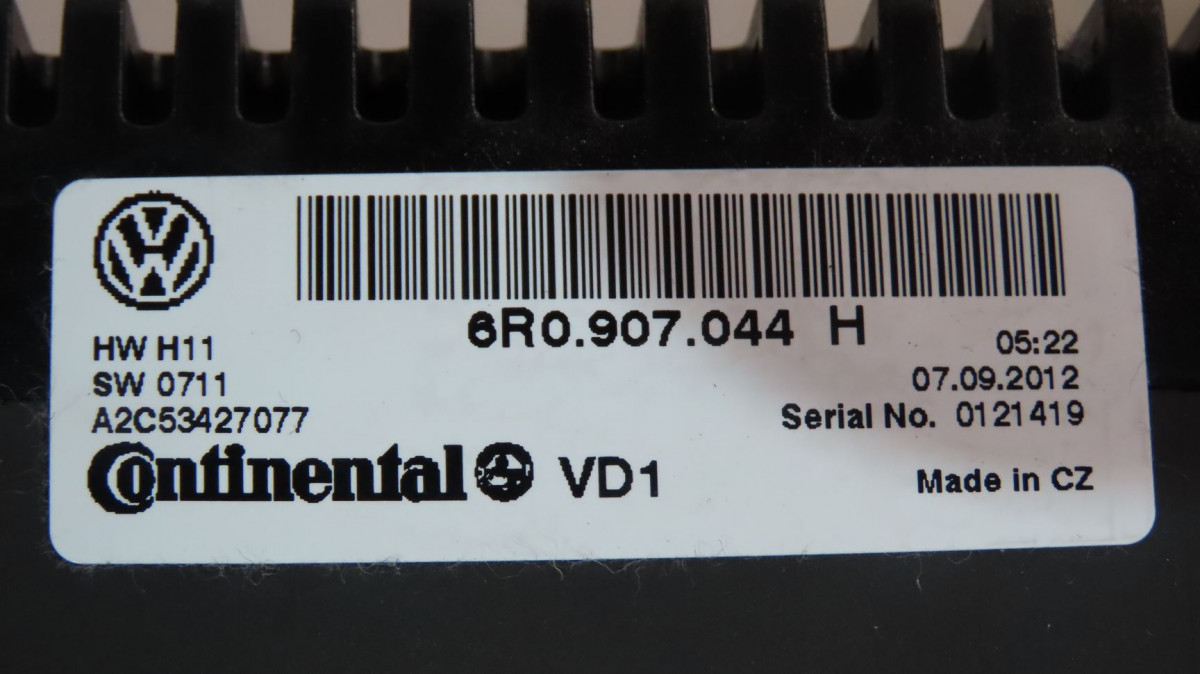 6R0.907.044 H
HW H11
SW 0711
A2C53427077
05:22
07.09.2012
Serial No. 0121419
Continental VD1
Made in CZ